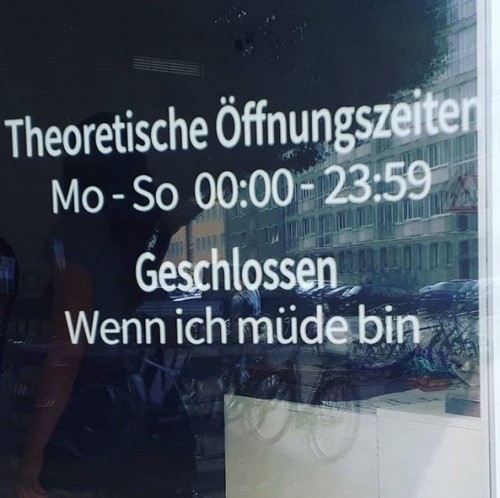 Theoretische Öffnungszeiten
Mo - So 00:00 - 23:59
Geschlossen
Wenn ich müde bin